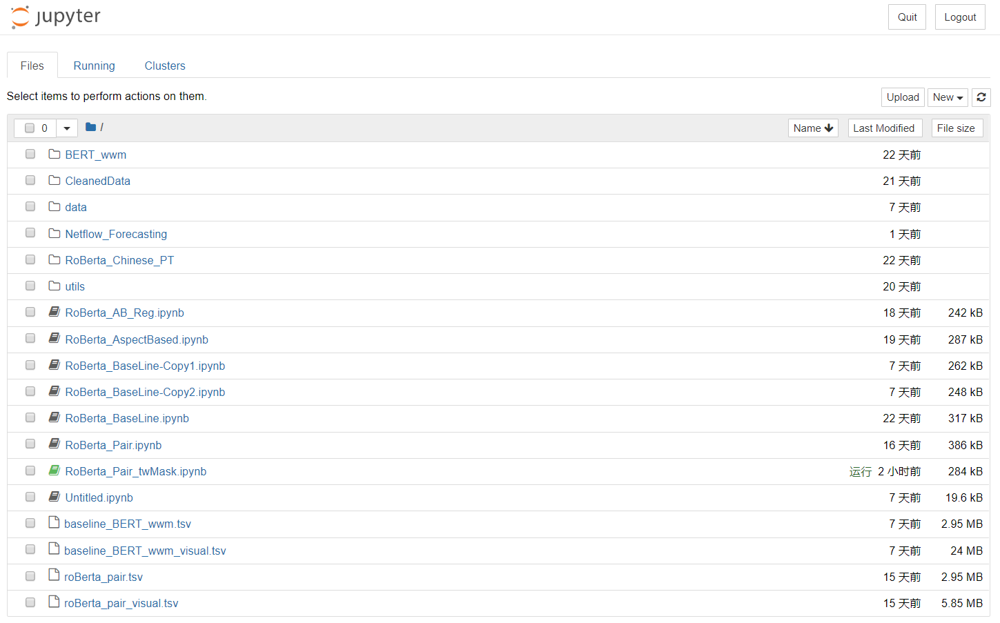 jupyter Quit Logout
Files Running Clusters
Select items to perform actions on them. Upload New
0 / Name Last Modified File size
BERT_wwm 22 天前
CleanedData 21 天前
data 7 天前
Netflow_Forecasting 1 天前
RoBerta_Chinese_PT 22 天前
utils 20 天前
RoBerta_AB_Reg.ipynb 18 天前 242 kB
RoBerta_AspectBased.ipynb 19 天前 287 kB
RoBerta_BaseLine-Copy1.ipynb 7 天前 262 kB
RoBerta_BaseLine-Copy2.ipynb 7 天前 248 kB
RoBerta_BaseLine.ipynb 22 天前 317 kB
RoBerta_Pair.ipynb 16 天前 386 kB
RoBerta_Pair_twMask.ipynb 运行 2 小时前 284 kB
Untitled.ipynb 7 天前 19.6 kB
baseline_BERT_wwm.tsv 7 天前 2.95 MB
baseline_BERT_wwm_visual.tsv 7 天前 24 MB
roBerta_pair.tsv 15 天前 2.95 MB
roBerta_pair_visual.tsv 15 天前 5.85 MB